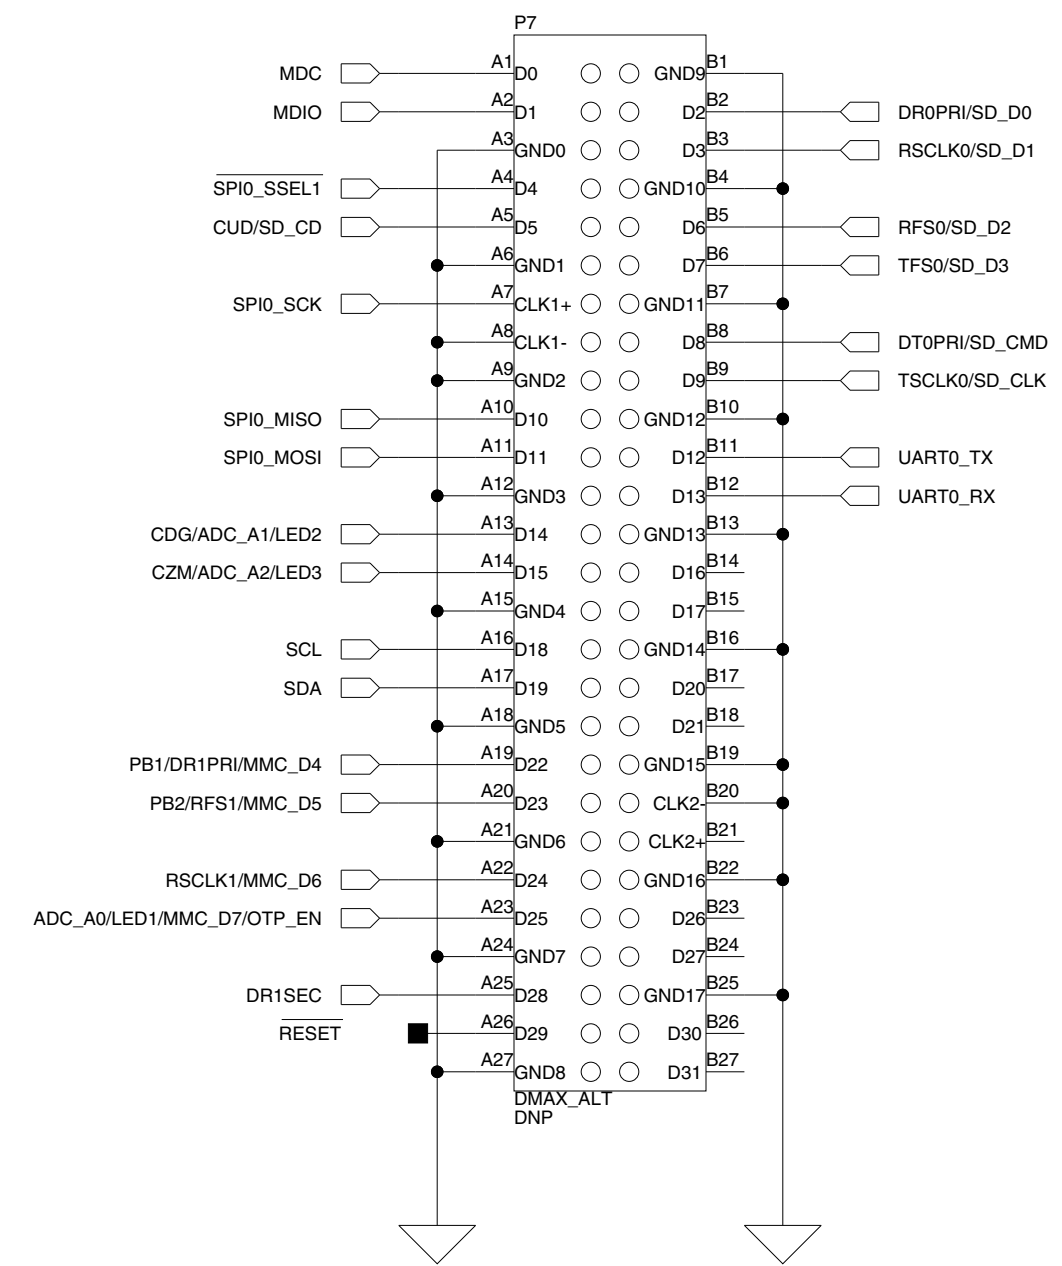 P7
MDC A1 D0 GND9 B1
MDIO A2 D1 D2 B2 DR0PRI/SD_D0
A3 GND0 D3 B3 RSCLK0/SD_D1
SPI0_SSEL1 A4 D4 GND10 B4
CUD/SD_CD A5 D5 D6 B5 RFS0/SD_D2
A6 GND1 D7 B6 TFS0/SD_D3
SPI0_SCK A7 CLK1+ GND11 B7
A8 CLK1- D8 B8 DT0PRI/SD_CMD
A9 GND2 D9 B9 TSCLK0/SD_CLK
SPI0_MISO A10 D10 GND12 B10
SPI0_MOSI A11 D11 D12 B11 UART0_TX
A12 GND3 D13 B12 UART0_RX
CDG/ADC_A1/LED2 A13 D14 GND13 B13
CZM/ADC_A2/LED3 A14 D15 D16 B14
A15 GND4 D17 B15
SCL A16 D18 GND14 B16
SDA A17 D19 D20 B17
A18 GND5 D21 B18
PB1/DR1PRI/MMC_D4 A19 D22 GND15 B19
PB2/RFS1/MMC_D5 A20 D23 CLK2- B20
A21 GND6 CLK2+ B21
RSCLK1/MMC_D6 A22 D24 GND16 B22
ADC_A0/LED1/MMC_D7/OTP_EN A23 D25 D26 B23
A24 GND7 D27 B24
DR1SEC A25 D28 GND17 B25
RESET A26 D29 D30 B26
A27 GND8 D31 B27
DMAX_ALT
DNP